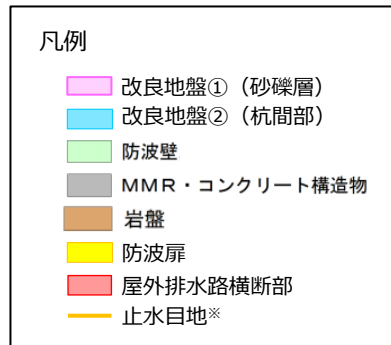 凡例
改良地盤①（砂礫層）
改良地盤②（杭間部）
防波壁
ＭＭＲ・コンクリート構造物
岩盤
防波扉
屋外排水路横断部
止水目地※